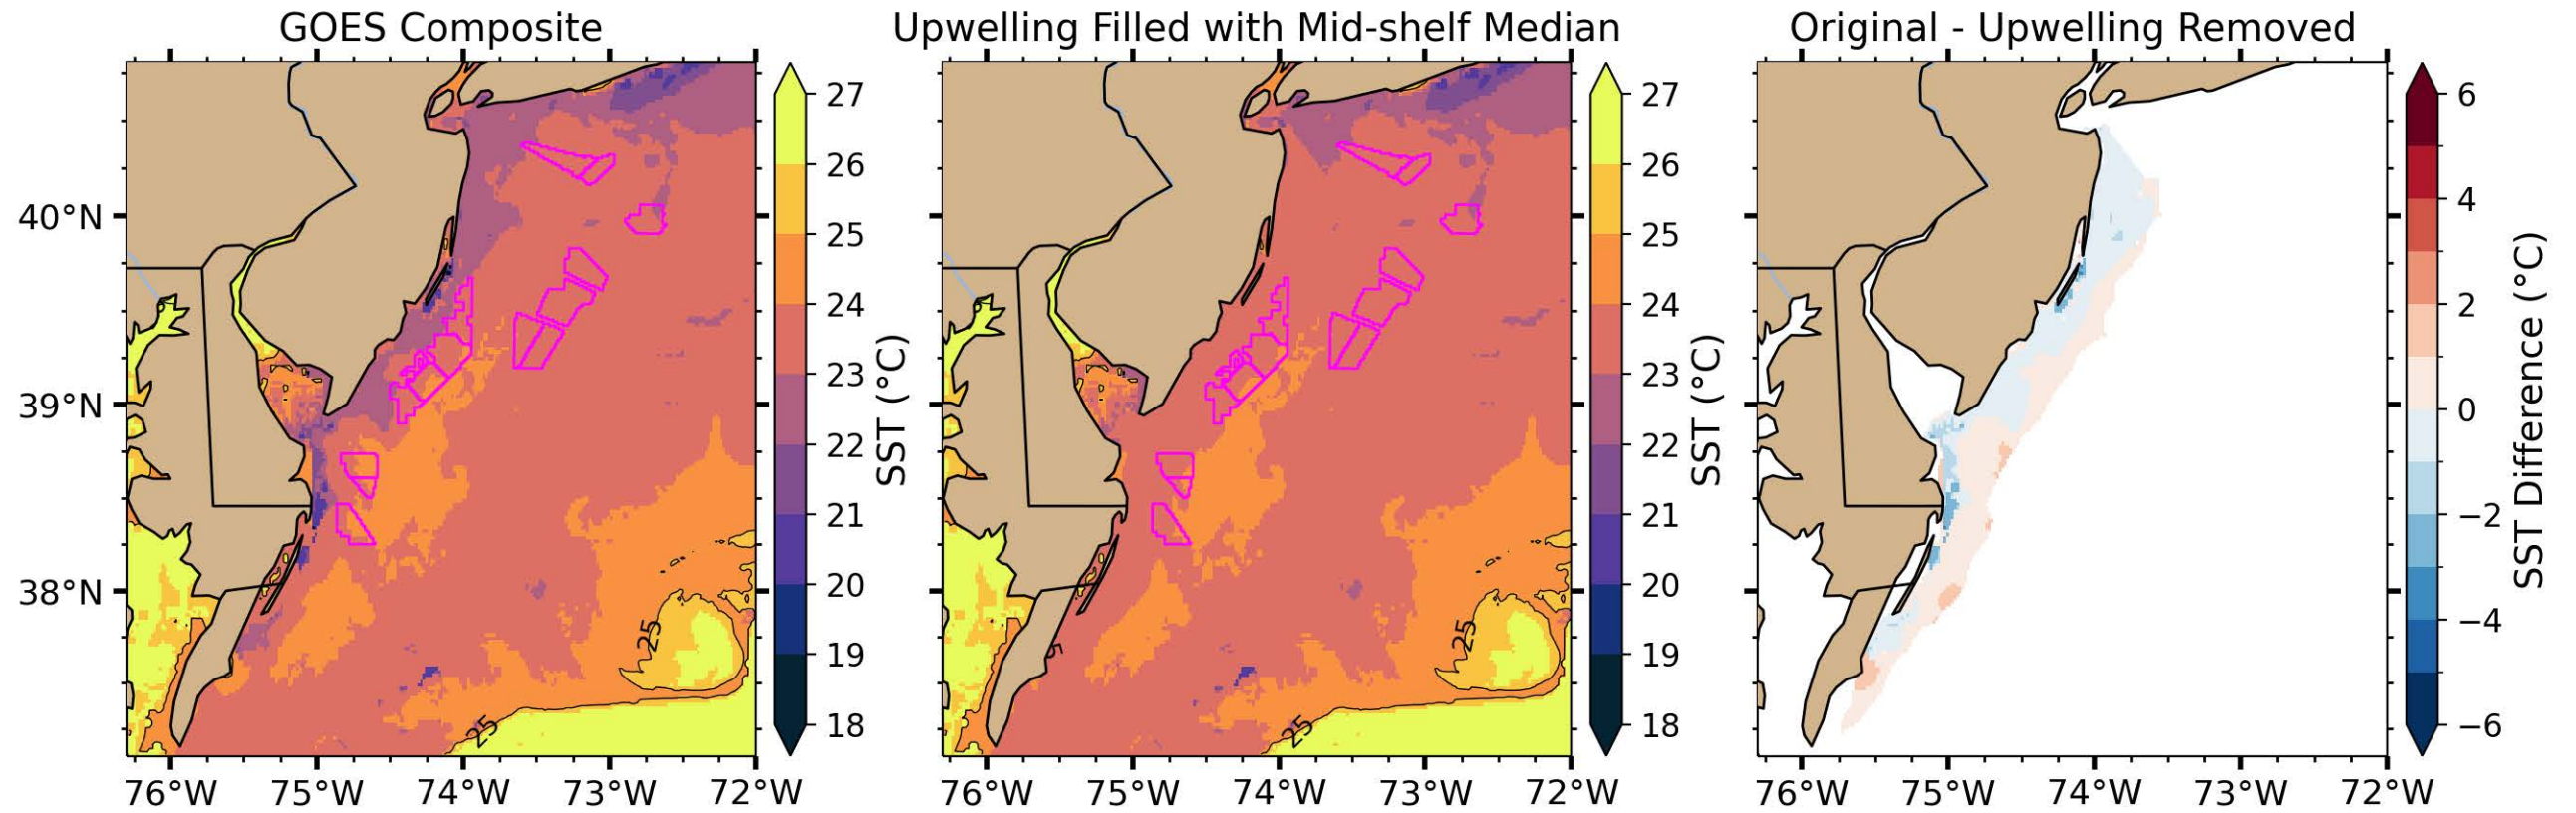 GOES Composite
Upwelling Filled with Mid-shelf Median
Original - Upwelling Removed
40°N
39°N
38°N
76°W
75°W
74°W
73°W
72°W
25
25
27
26
25
24
23
22
21
20
19
18
SST (°C)
76°W
75°W
74°W
73°W
72°W
25
25
27
26
25
24
23
22
21
20
19
18
SST (°C)
76°W
75°W
74°W
73°W
72°W
6
4
2
0
−2
−4
−6
SST Difference (°C)